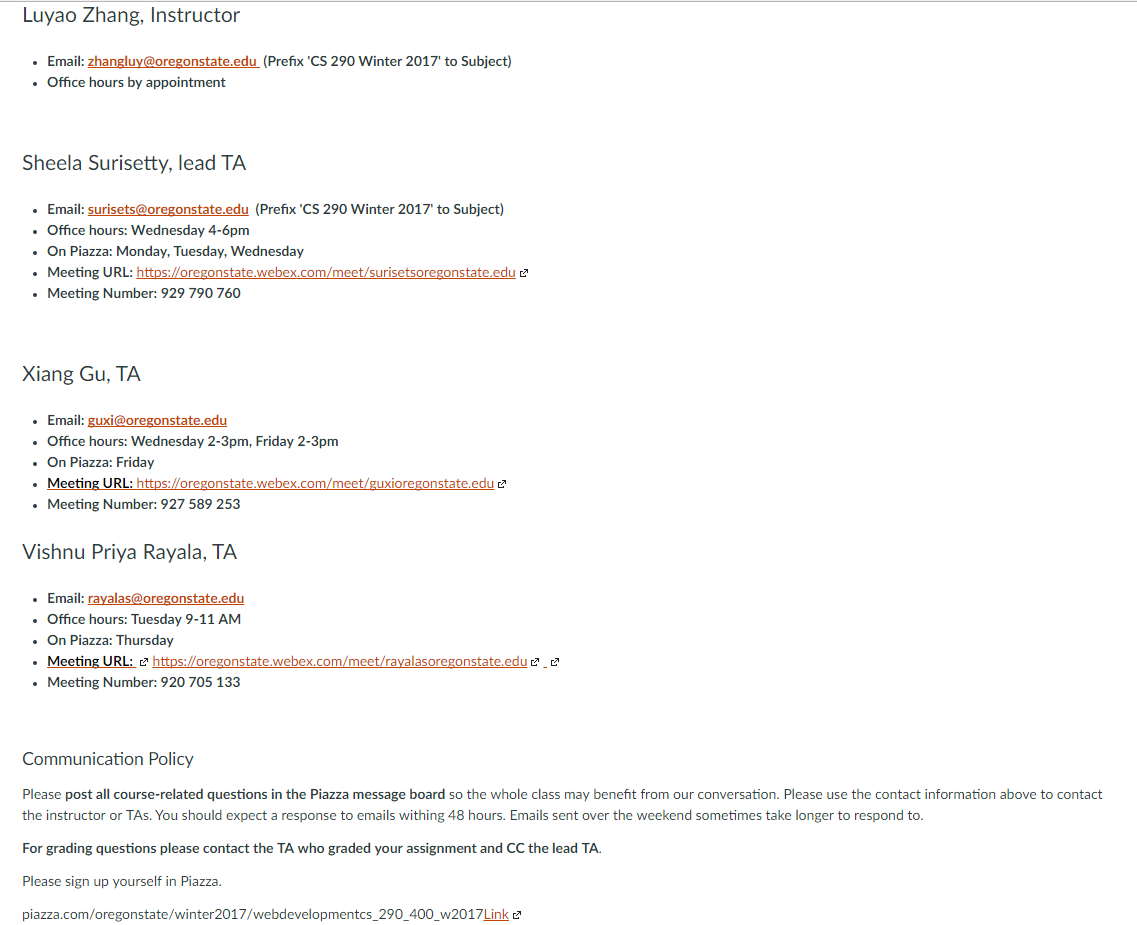 Luyao Zhang, Instructor
Email: zhangluy@oregonstate.edu (Prefix 'CS 290 Winter 2017' to Subject)
Office hours by appointment
Sheela Surisetty, lead TA
Email: surisets@oregonstate.edu (Prefix 'CS 290 Winter 2017' to Subject)
Office hours: Wednesday 4-6pm
On Piazza: Monday, Tuesday, Wednesday
Meeting URL: https://oregonstate.webex.com/meet/surisetsoregonstate.edu
Meeting Number: 929 790 760
Xiang Gu, TA
Email: guxi@oregonstate.edu
Office hours: Wednesday 2-3pm, Friday 2-3pm
On Piazza: Friday
Meeting URL: https://oregonstate.webex.com/meet/guxioregonstate.edu
Meeting Number: 927 589 253
Vishnu Priya Rayala, TA
Email: rayalas@oregonstate.edu
Office hours: Tuesday 9-11 AM
On Piazza: Thursday
Meeting URL: https://oregonstate.webex.com/meet/rayalasoregonstate.edu
Meeting Number: 920 705 133
Communication Policy
Please post all course-related questions in the Piazza message board so the whole class may benefit from our conversation. Please use the contact information above to contact
the instructor or TAs. You should expect a response to emails withing 48 hours. Emails sent over the weekend sometimes take longer to respond to.
For grading questions please contact the TA who graded your assignment and CC the lead TA.
Please sign up yourself in Piazza.
piazza.com/oregonstate/winter2017/webdevelopmentcs_290_400_w2017Link